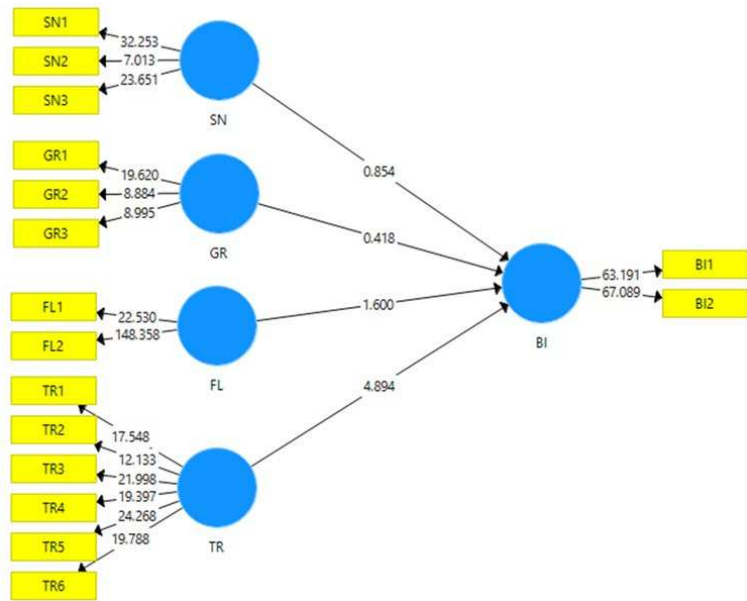 SN1
32.253
SN2
7.013
SN3
23.651
SN
GR1
19.620
GR2
8.884
GR3
8.995
GR
0.854
0.418
FL1
22.530
FL2
148.358
FL
1.600
TR1
17.548
TR2
12.133
TR3
21.998
TR4
19.397
TR5
24.268
TR6
19.788
TR
4.894
BI
63.191
BI1
67.089
BI2